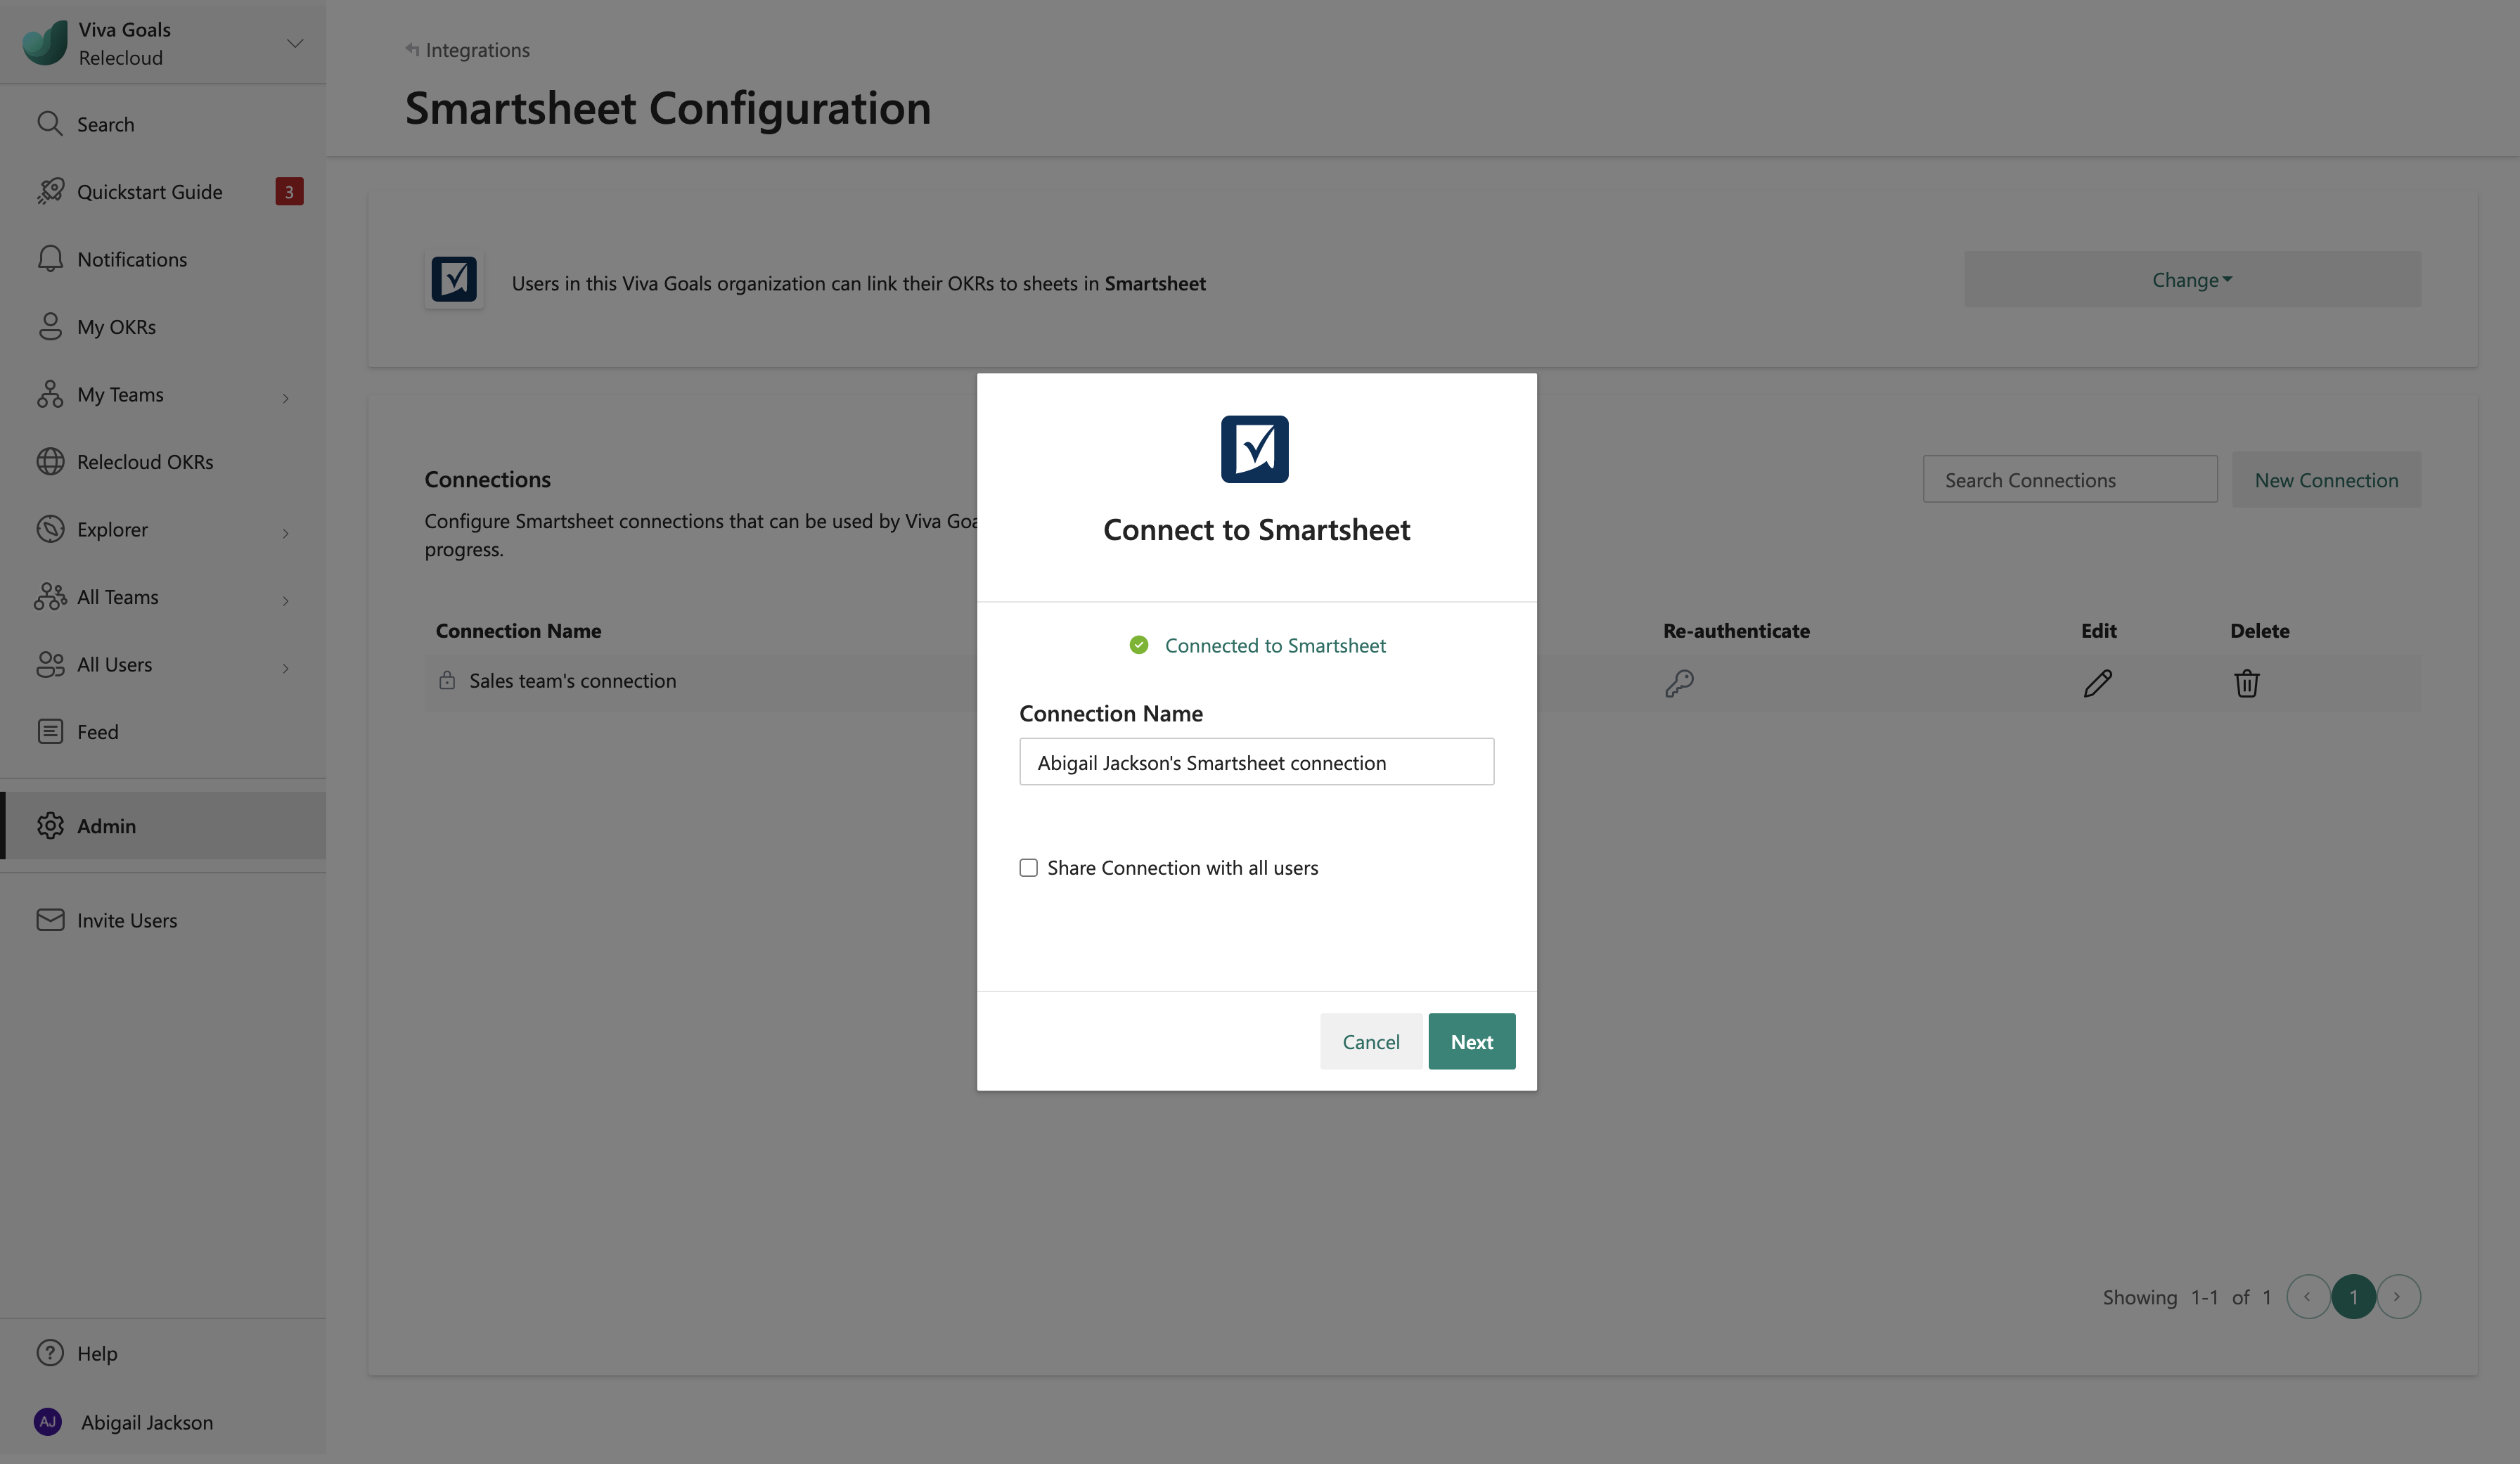 Viva Goals
Relecloud
Search
Quickstart Guide
3
Notifications
My OKRs
My Teams
Relecloud OKRs
Explorer
All Teams
All Users
Feed
Admin
Invite Users
Help
AJ
Abigail Jackson
Integrations
Smartsheet Configuration
Users in this Viva Goals organization can link their OKRs to sheets in Smartsheet
Change
Connections
Configure Smartsheet connections that can be used by Viva
progress.
Search Connections
New Connection
Connection Name
Re-authenticate
Edit
Delete
Sales team's connection
Showing 1-1 of 1
1
Connect to Smartsheet
Connected to Smartsheet
Connection Name
Abigail Jackson's Smartsheet connection
Share Connection with all users
Cancel
Next